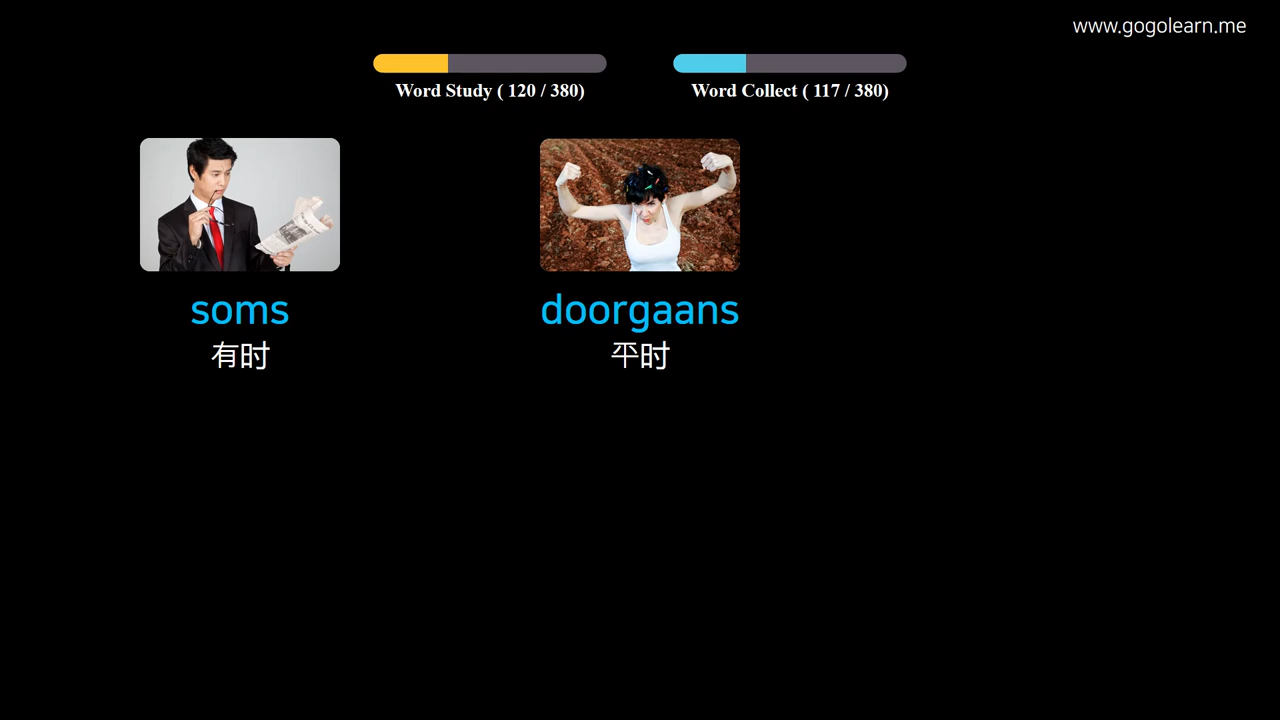 www.gogolearn.me
Word Study ( 120 / 380)
Word Collect ( 117 / 380)
soms
有时
doorgaans
平时